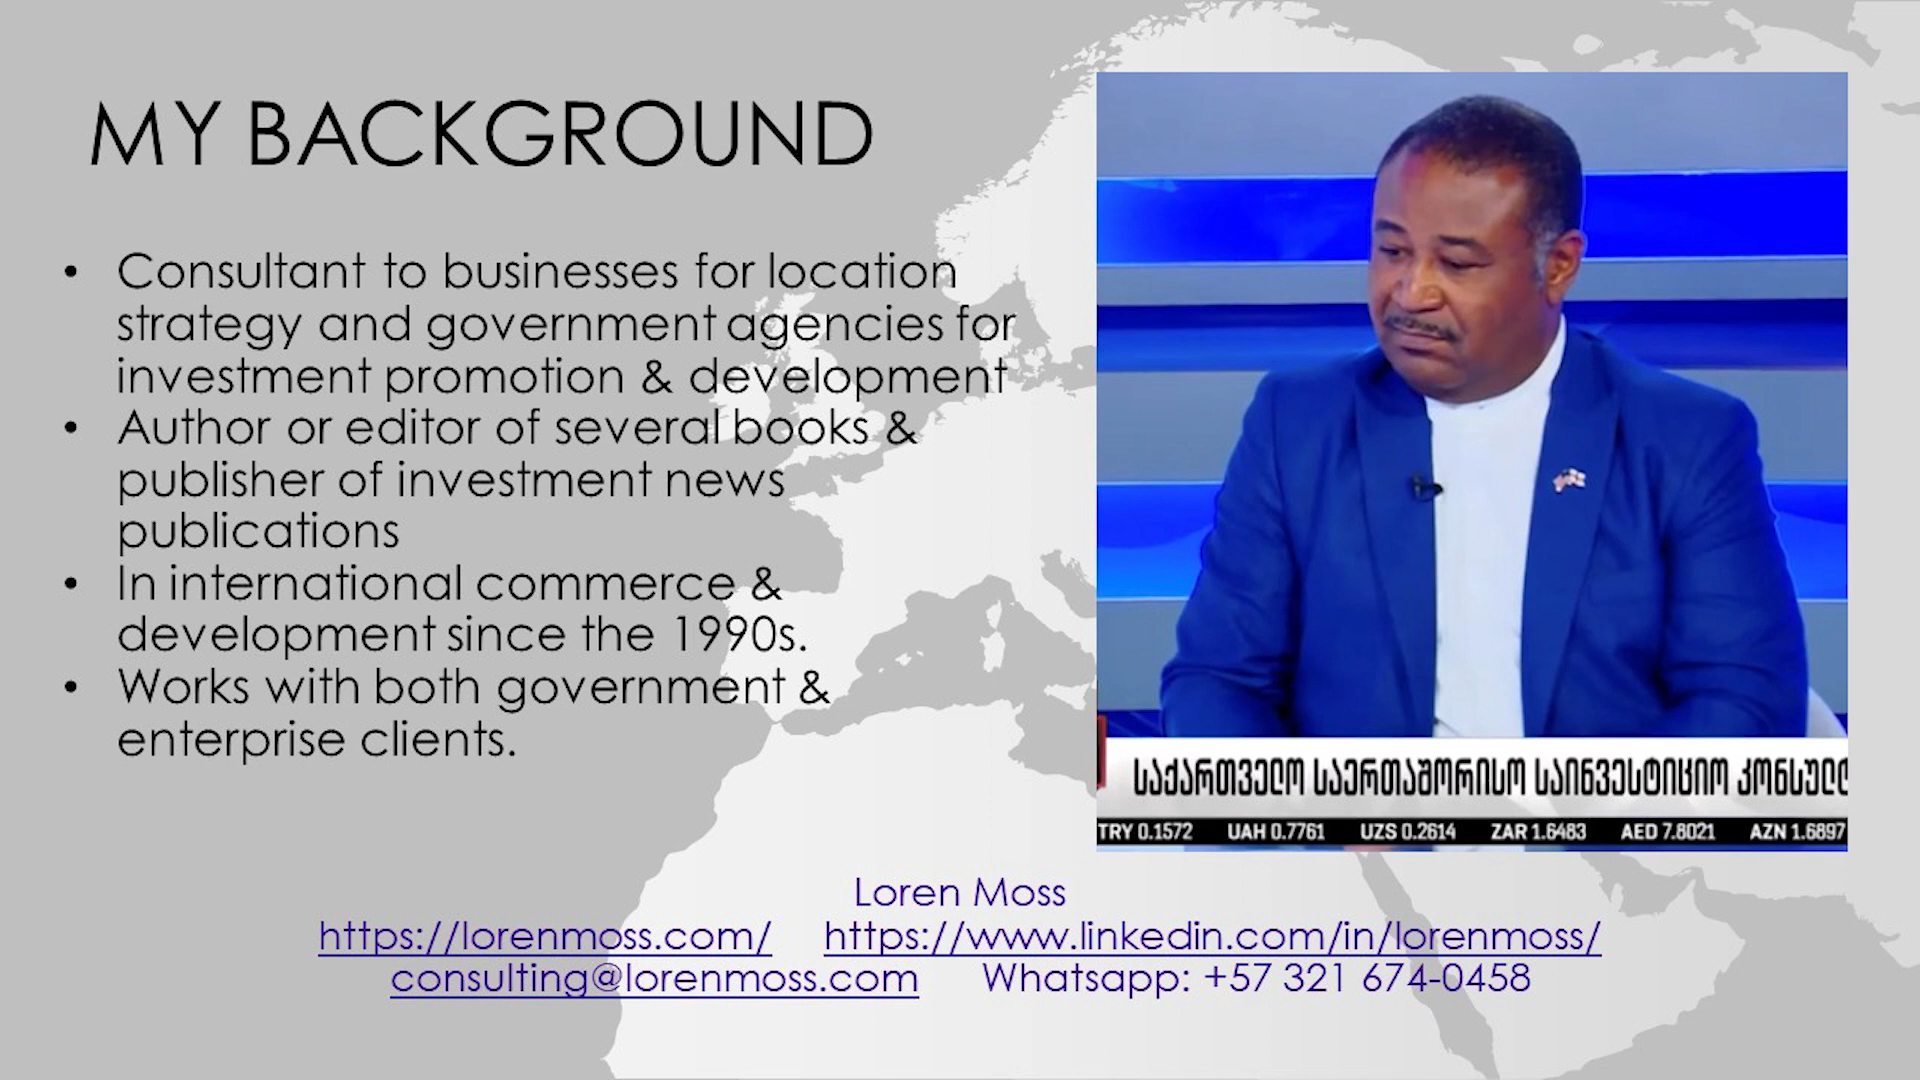 MY BACKGROUND
• Consultant to businesses for location
strategy and government agencies for
investment promotion & development
• Author or editor of several books &
publisher of investment news
publications
• In international commerce &
development since the 1990s.
• Works with both government &
enterprise clients.
საქართველო საერთაშორისო საინვესტიციო კონსულ
TRY 0.1572 UAH 0.7761 UZS 0.2614 ZAR 1.6483 AED 7.8021 AZN 1.6897
Loren Moss
https://lorenmoss.com/ https://www.linkedin.com/in/lorenmoss/
consulting@lorenmoss.com Whatsapp: +57 321 674-0458